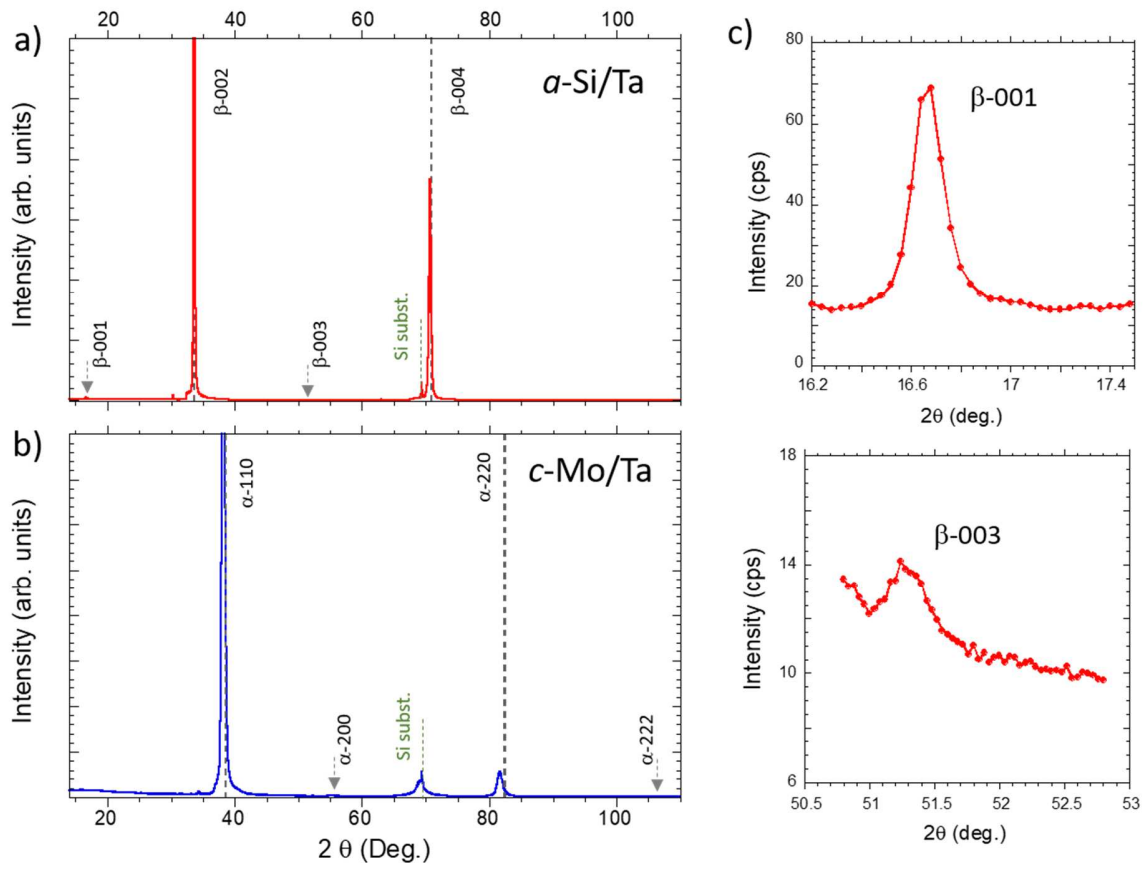 a)
20 40 60 80 100
Intensity (arb. units)
β-001
β-002
β-003
Si subst.
β-004
a-Si/Ta
b)
Intensity (arb. units)
α-110
α-200
Si subst.
α-220
α-222
c-Mo/Ta
20 40 60 80 100
2 θ (Deg.)
c)
80
60
40
20
0
Intensity (cps)
β-001
16.2 16.6 17 17.4
2θ (deg.)
18
14
10
6
Intensity (cps)
β-003
50.5 51 51.5 52 52.5 53
2θ (deg.)